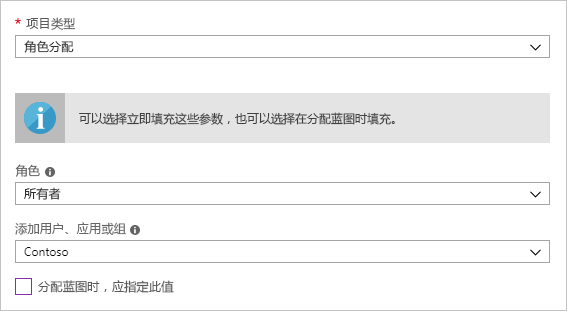 * 项目类型
角色分配
可以选择立即填充这些参数，也可以选择在分配蓝图时填充。
角色
所有者
添加用户、应用或组
Contoso
分配蓝图时，应指定此值